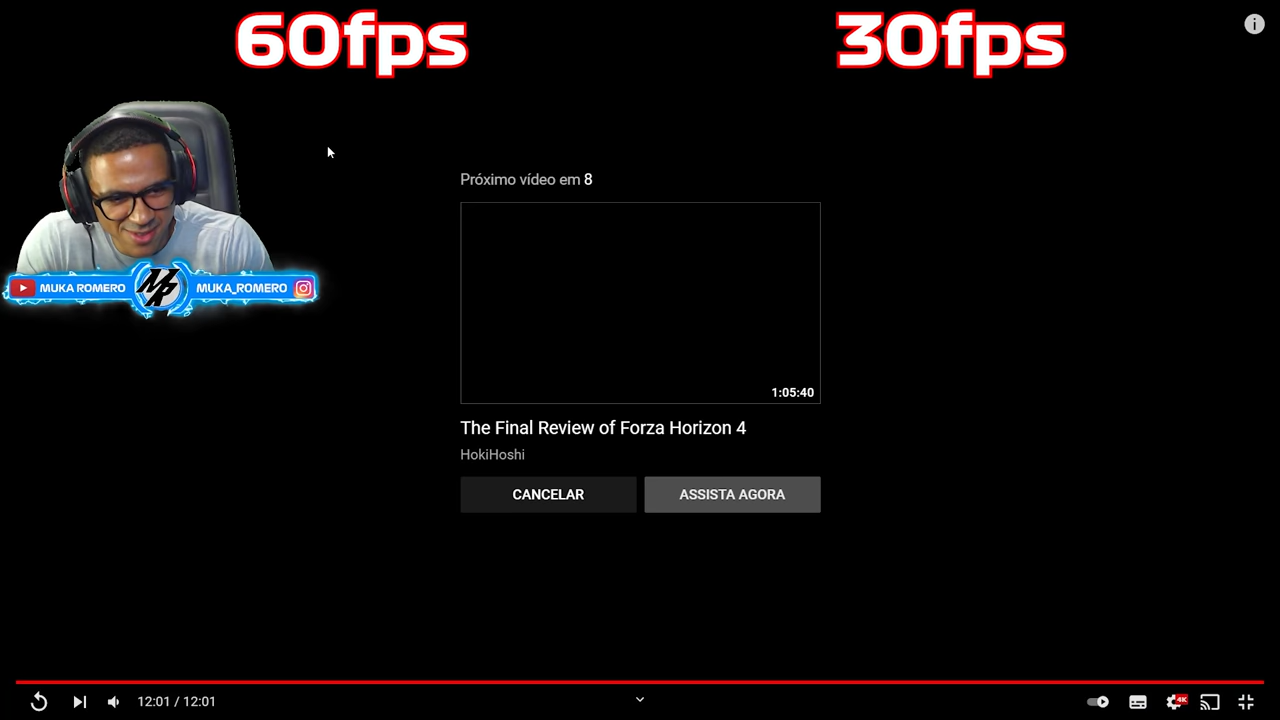 60fps
30fps
Próximo vídeo em 8
MUKA ROMERO
MUKA_ROMERO
1:05:40
The Final Review of Forza Horizon 4
HokiHoshi
CANCELAR
ASSISTA AGORA
12:01 / 12:01
4K